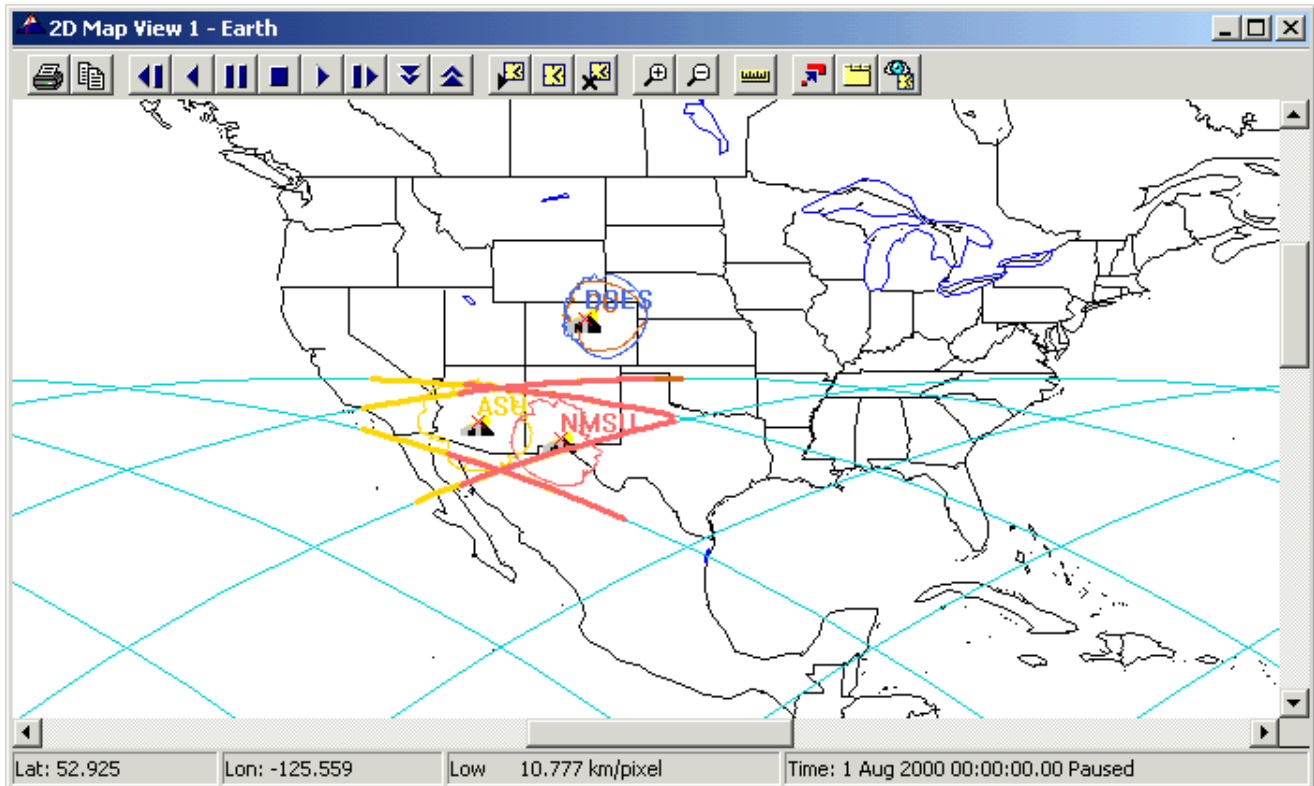 2D Map View 1 - Earth
ASU
NMSU
Lat: 52.925
Lon: -125.559
Low 10.777 km/pixel
Time: 1 Aug 2000 00:00:00.00 Paused